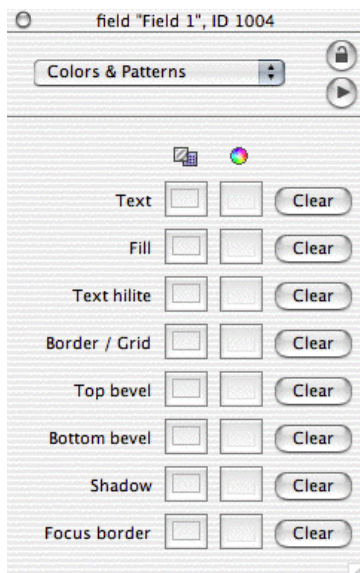 field "Field 1", ID 1004
Colors & Patterns
Text Clear
Fill Clear
Text hilite Clear
Border / Grid Clear
Top bevel Clear
Bottom bevel Clear
Shadow Clear
Focus border Clear